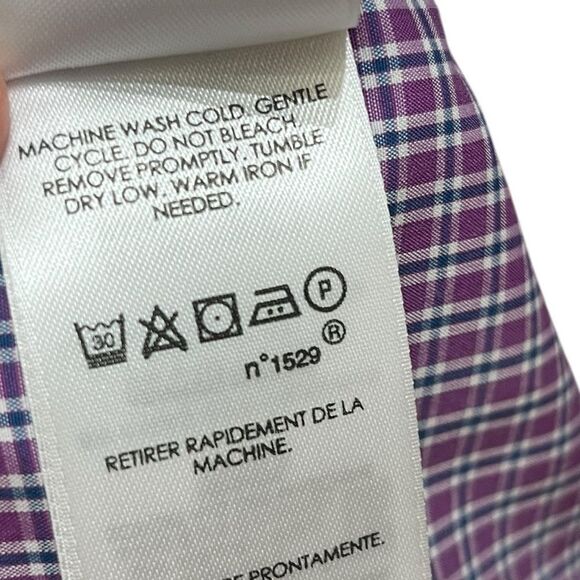 MACHINE WASH COLD. GENTLE
CYCLE. DO NOT BLEACH
REMOVE PROMPTLY. TUMBLE
DRY LOW. WARM IRON IF
NEEDED.
30 P
n°1529 ®
RETIRER RAPIDEMENT DE LA
MACHINE.
PRONTAMENTE.